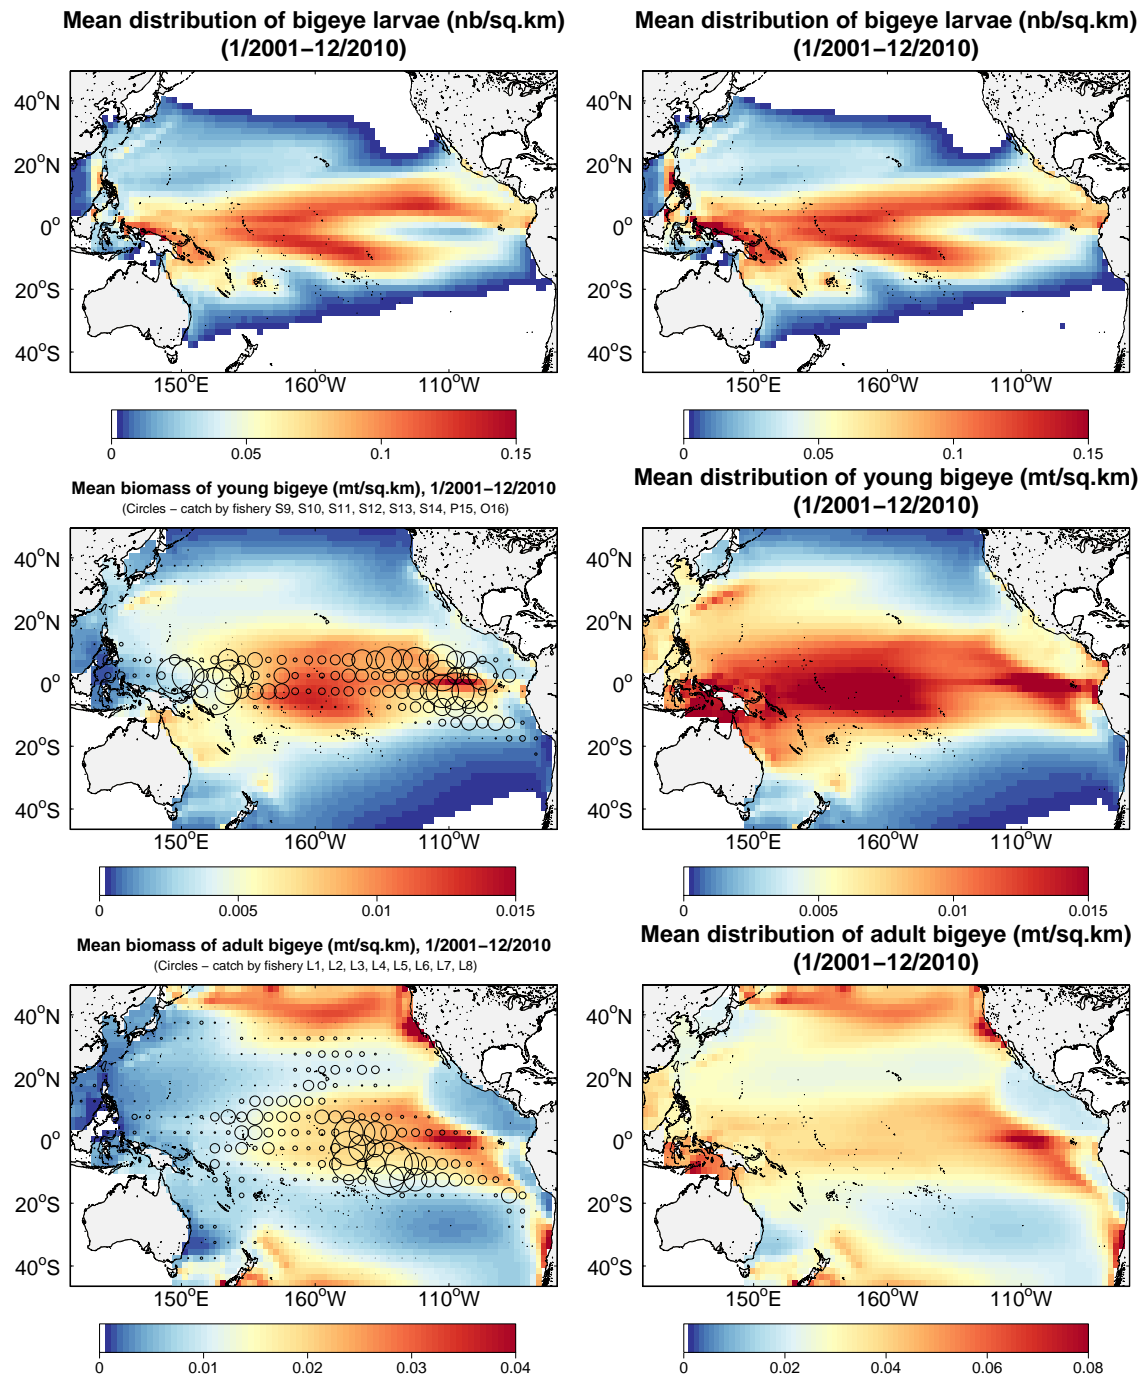 Mean distribution of bigeye larvae (nb/sq.km)
(1/2001−12/2010)
40°N
20°N
0°
20°S
40°S
150°E 160°W 110°W
0 0.05 0.1 0.15
Mean distribution of bigeye larvae (nb/sq.km)
(1/2001−12/2010)
40°N
20°N
0°
20°S
40°S
150°E 160°W 110°W
0 0.05 0.1 0.15
Mean biomass of young bigeye (mt/sq.km), 1/2001−12/2010
(Circles − catch by fishery S9, S10, S11, S12, S13, S14, P15, O16)
40°N
20°N
0°
20°S
40°S
150°E 160°W 110°W
0 0.005 0.01 0.015
Mean distribution of young bigeye (mt/sq.km)
(1/2001−12/2010)
40°N
20°N
0°
20°S
40°S
150°E 160°W 110°W
0 0.005 0.01 0.015
Mean biomass of adult bigeye (mt/sq.km), 1/2001−12/2010
(Circles − catch by fishery L1, L2, L3, L4, L5, L6, L7, L8)
40°N
20°N
0°
20°S
40°S
150°E 160°W 110°W
0 0.01 0.02 0.03 0.04
Mean distribution of adult bigeye (mt/sq.km)
(1/2001−12/2010)
40°N
20°N
0°
20°S
40°S
150°E 160°W 110°W
0 0.02 0.04 0.06 0.08